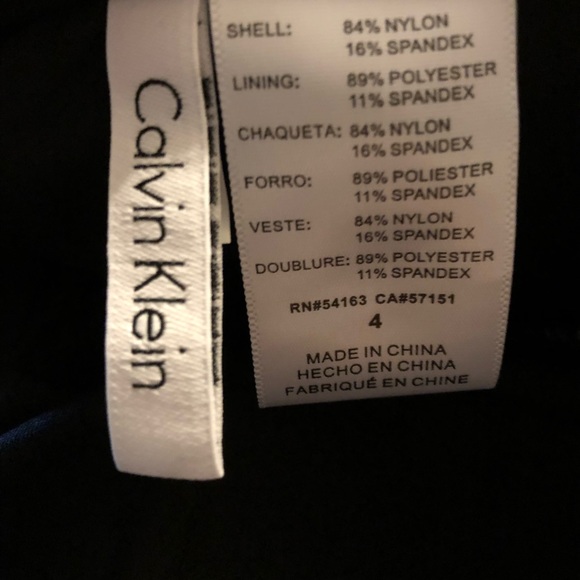 Calvin Klein
SHELL: 84% NYLON
16% SPANDEX
LINING: 89% POLYESTER
11% SPANDEX
CHAQUETA: 84% NYLON
16% SPANDEX
FORRO: 89% POLIESTER
11% SPANDEX
VESTE: 84% NYLON
16% SPANDEX
DOUBLURE: 89% POLYESTER
11% SPANDEX
RN#54163 CA#57151
4
MADE IN CHINA
HECHO EN CHINA
FABRIQUÉ EN CHINE